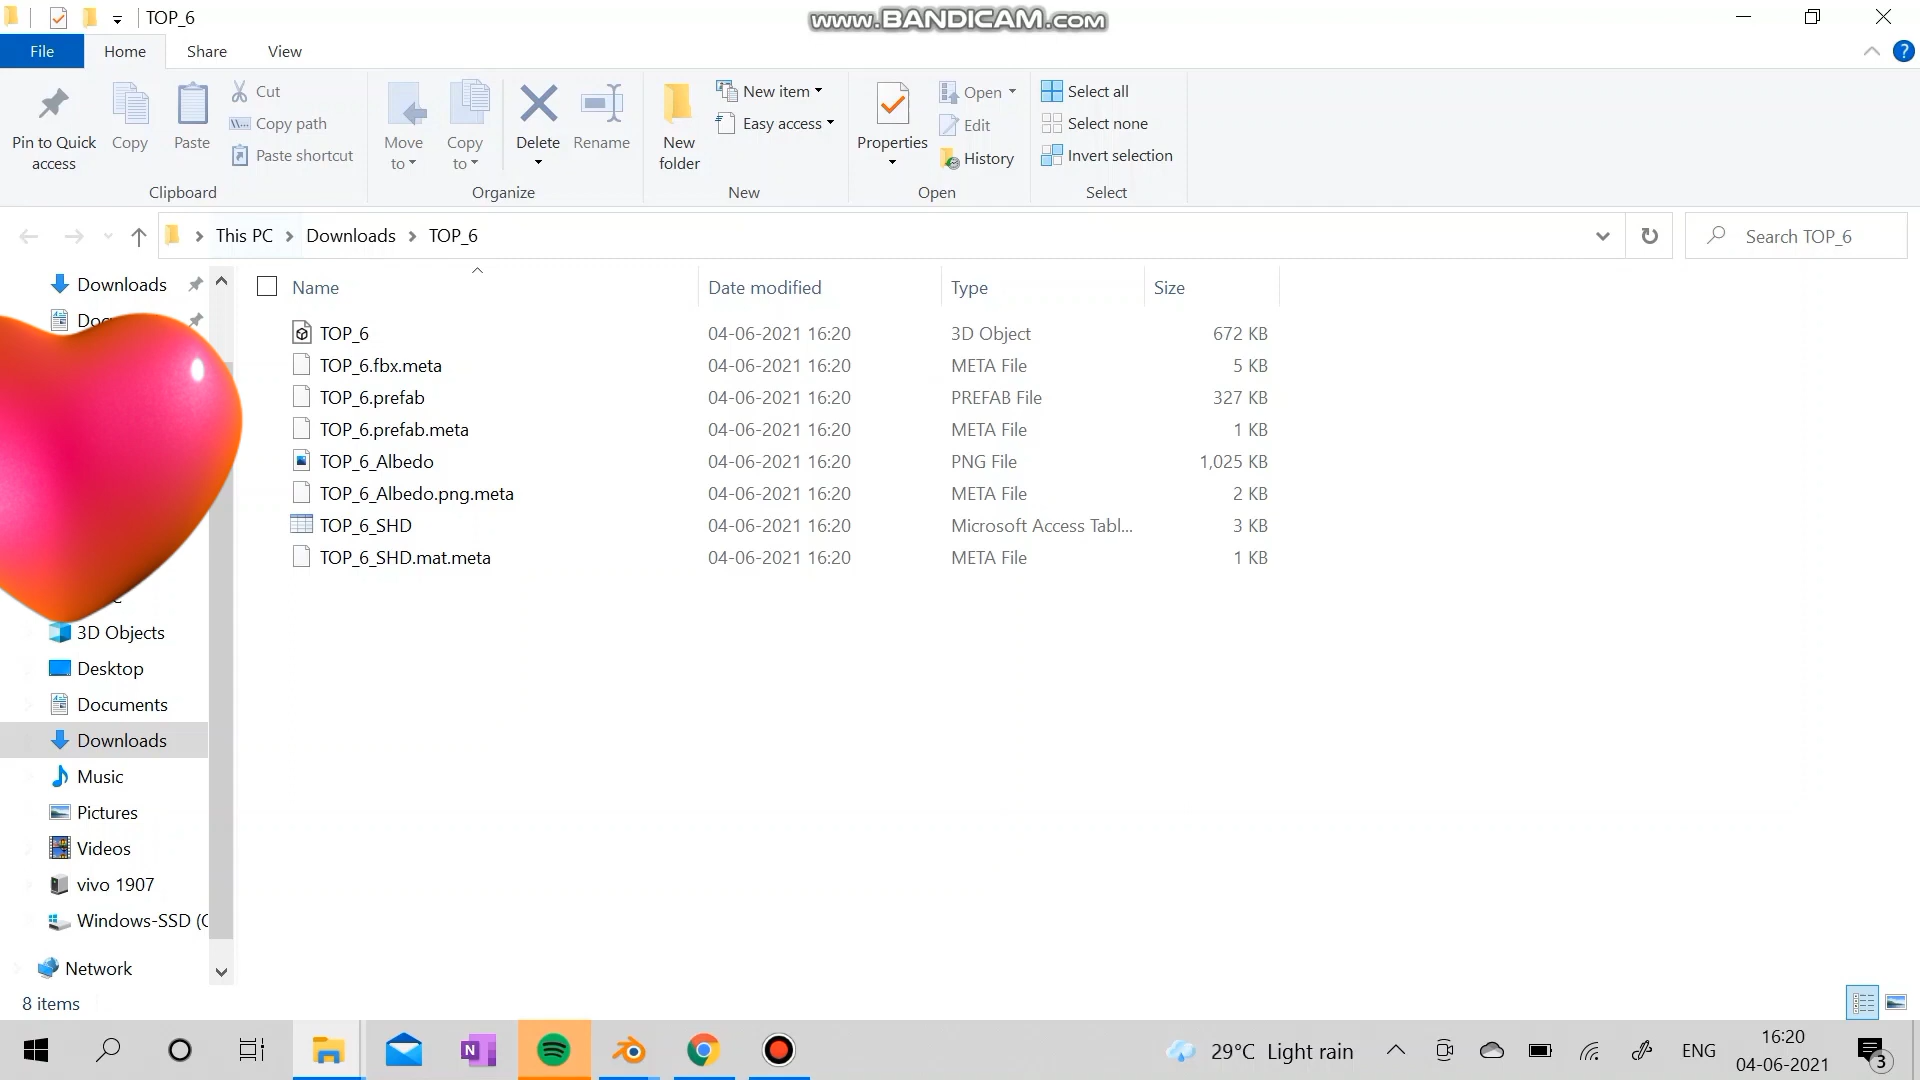 TOP_6
www.BANDICAM.com
File
Home
Share
View
?
Pin to Quick access
Copy
Paste
Cut
Copy path
Paste shortcut
Clipboard
Move to
Copy to
Delete
Rename
Organize
New folder
New item
Easy access
New
Properties
Open
Edit
History
Open
Select all
Select none
Invert selection
Select
This PC
Downloads
TOP_6
Search TOP_6
Name
Date modified
Type
Size
TOP_6 04-06-2021 16:20 3D Object 672 KB
TOP_6.fbx.meta 04-06-2021 16:20 META File 5 KB
TOP_6.prefab 04-06-2021 16:20 PREFAB File 327 KB
TOP_6.prefab.meta 04-06-2021 16:20 META File 1 KB
TOP_6_Albedo 04-06-2021 16:20 PNG File 1,025 KB
TOP_6_Albedo.png.meta 04-06-2021 16:20 META File 2 KB
TOP_6_SHD 04-06-2021 16:20 Microsoft Access Tabl... 3 KB
TOP_6_SHD.mat.meta 04-06-2021 16:20 META File 1 KB
Downloads
3D Objects
Desktop
Documents
Downloads
Music
Pictures
Videos
vivo 1907
Windows-SSD (C
Network
8 items
N
29°C Light rain
ENG
16:20
04-06-2021
3